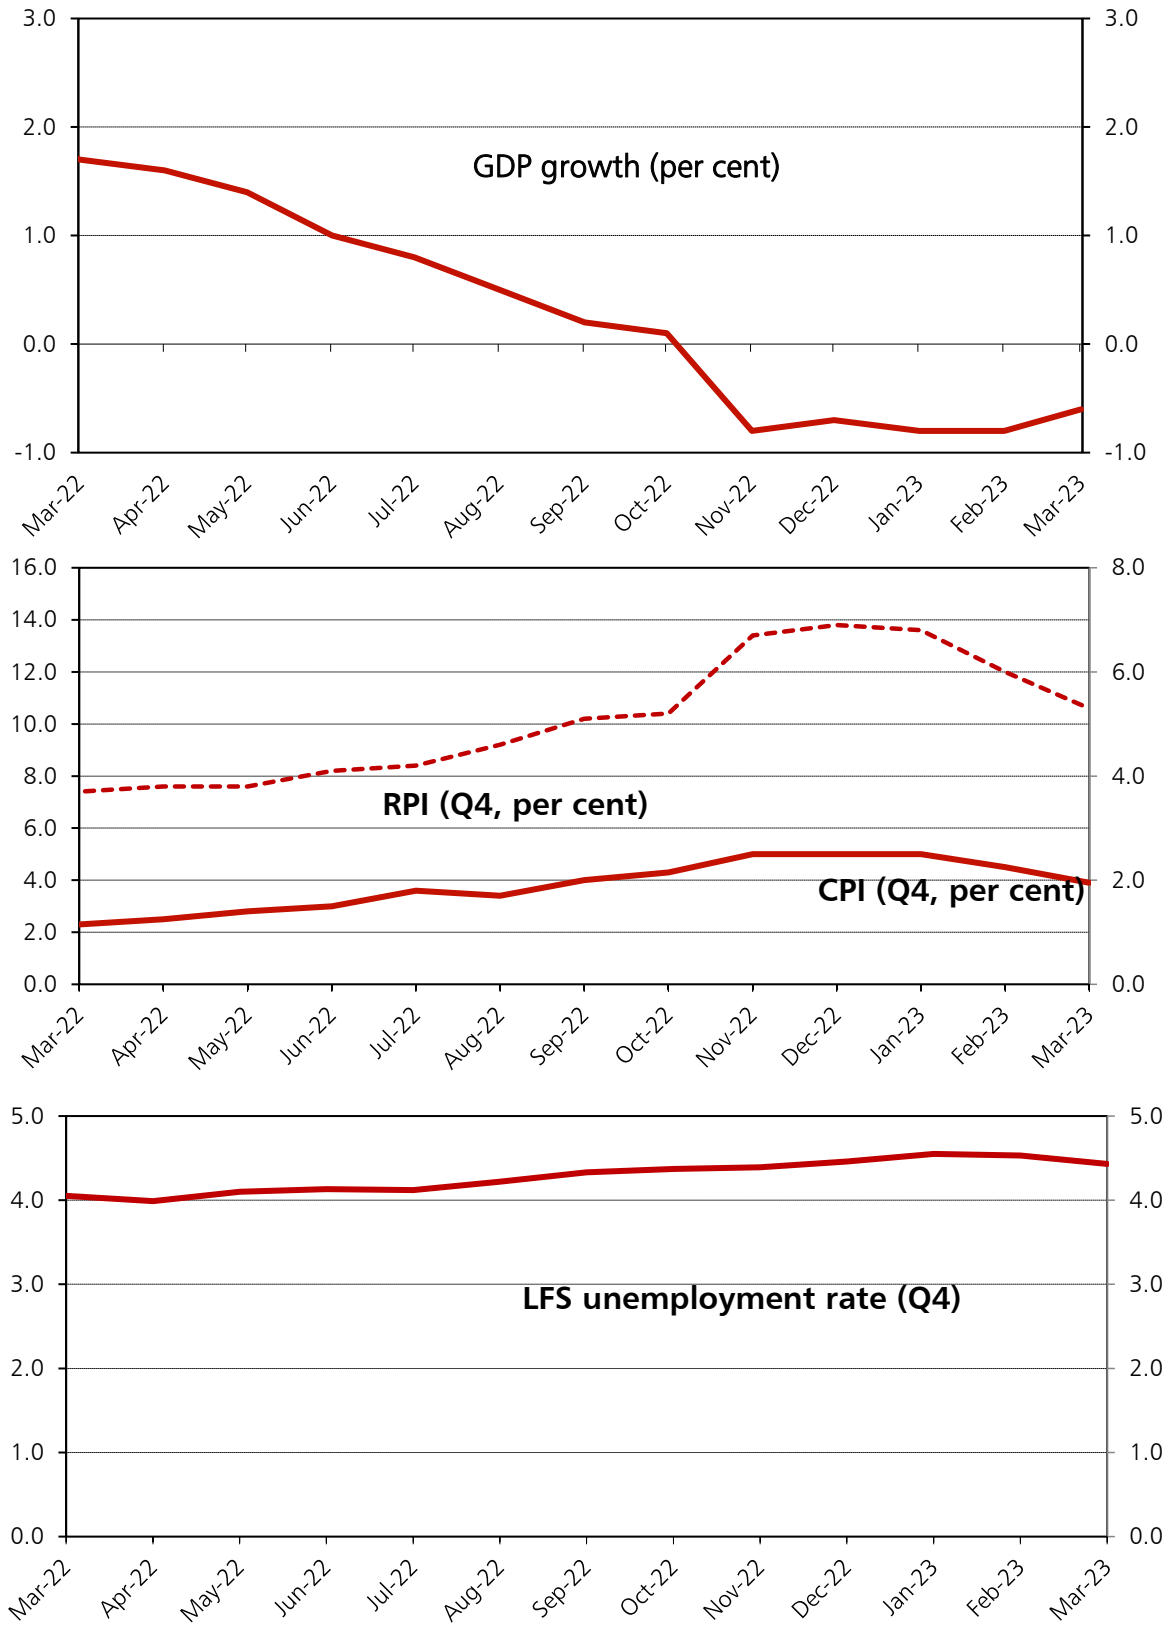 3.0 3.0
2.0 2.0
GDP growth (per cent)
1.0 1.0
0.0 0.0
-1.0 -1.0
Mar-22 Apr-22 May-22 Jun-22 Jul-22 Aug-22 Sep-22 Oct-22 Nov-22 Dec-22 Jan-23 Feb-23 Mar-23
16.0 8.0
14.0
12.0 6.0
10.0
8.0 4.0
RPI (Q4, per cent)
6.0
4.0 2.0
CPI (Q4, per cent)
2.0
0.0 0.0
Mar-22 Apr-22 May-22 Jun-22 Jul-22 Aug-22 Sep-22 Oct-22 Nov-22 Dec-22 Jan-23 Feb-23 Mar-23
5.0 5.0
4.0 4.0
3.0 3.0
LFS unemployment rate (Q4)
2.0 2.0
1.0 1.0
0.0 0.0
Mar-22 Apr-22 May-22 Jun-22 Jul-22 Aug-22 Sep-22 Oct-22 Nov-22 Dec-22 Jan-23 Feb-23 Mar-23